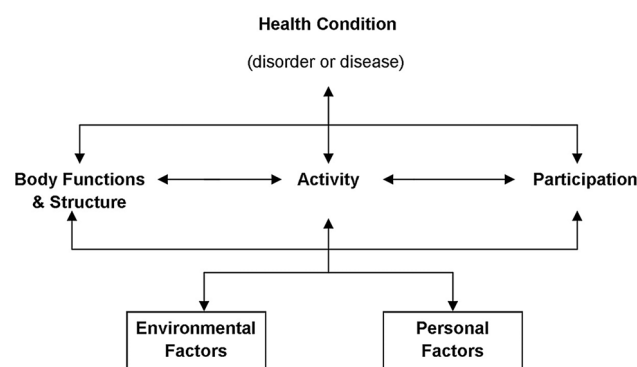 Health Condition
(disorder or disease)
Body Functions
& Structure
Activity
Participation
Environmental
Factors
Personal
Factors